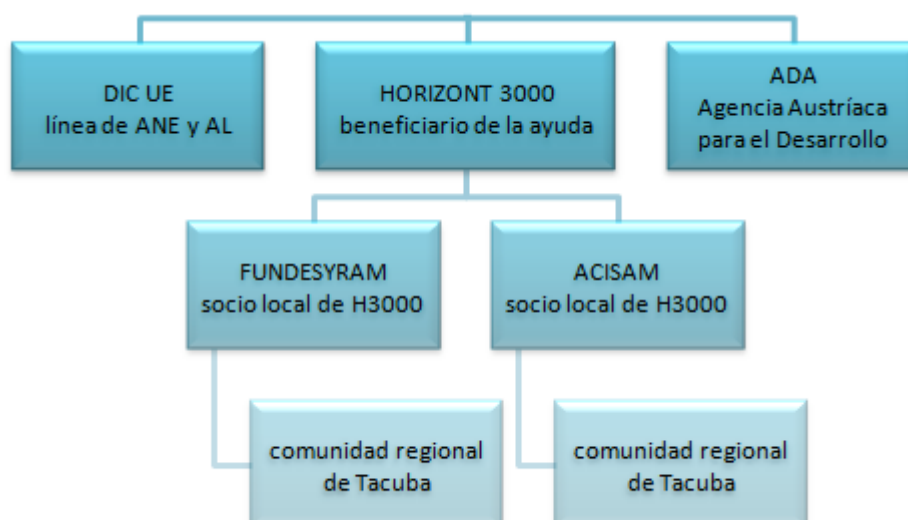 DIC UE
línea de ANE y AL
HORIZONT 3000
beneficiario de la ayuda
ADA
Agencia Austríaca
para el Desarrollo
FUNDESYRAM
socio local de H3000
ACISAM
socio local de H3000
comunidad regional
de Tacuba
comunidad regional
de Tacuba